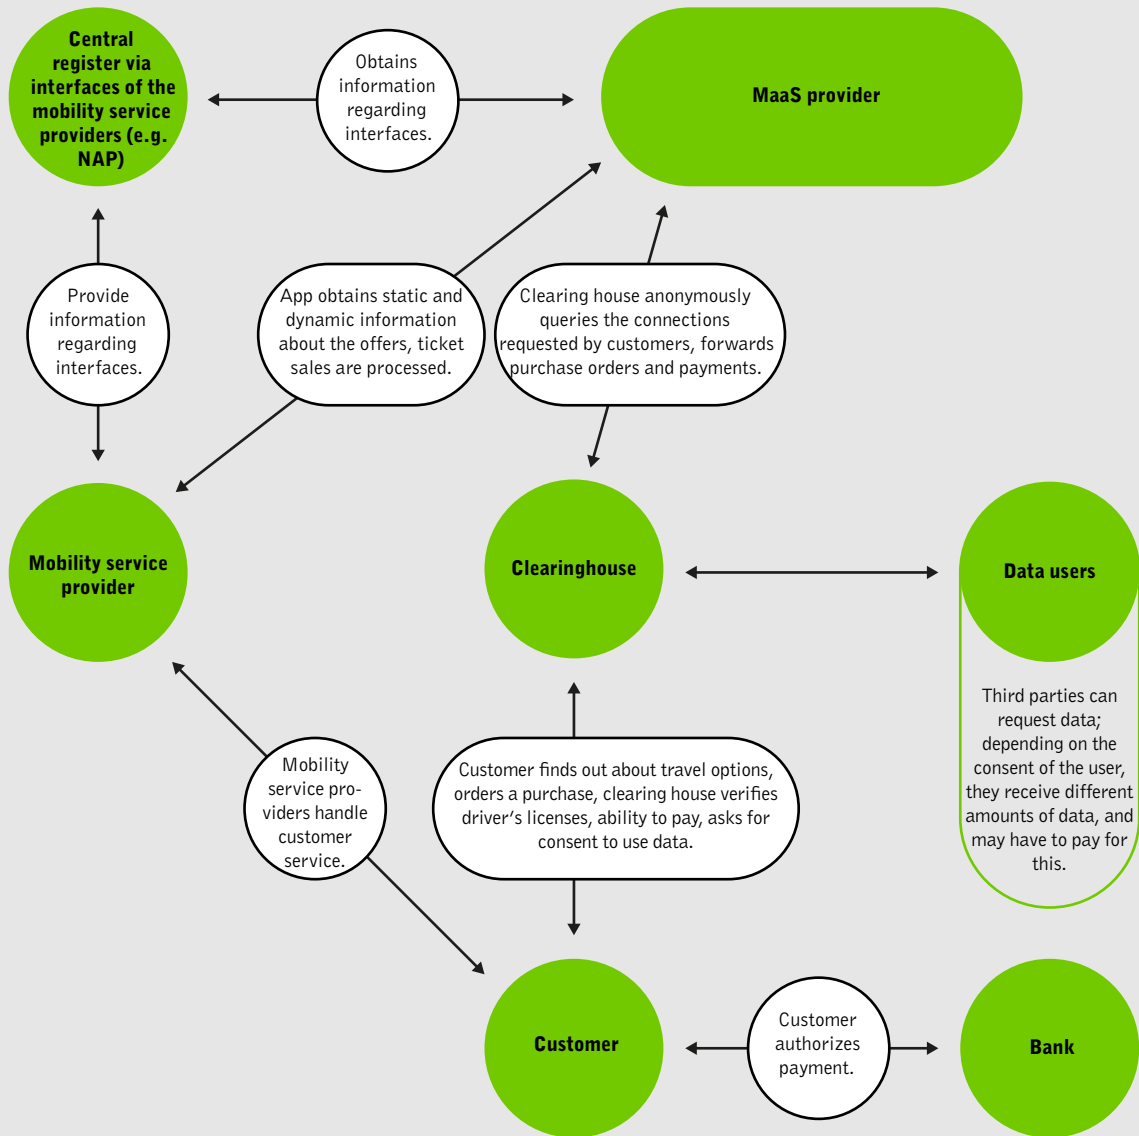 Central
register via
interfaces of the
mobility service
providers (e.g.
NAP)
Obtains
information
regarding
interfaces.
MaaS provider
Provide
information
regarding
interfaces.
App obtains static and
dynamic information
about the offers, ticket
sales are processed.
Clearing house anonymously
queries the connections
requested by customers, forwards
purchase orders and payments.
Mobility service
provider
Clearinghouse
Data users
Third parties can
request data;
depending on the
consent of the user,
they receive different
amounts of data, and
may have to pay for
this.
Mobility
service pro-
viders handle
customer
service.
Customer finds out about travel options,
orders a purchase, clearing house verifies
driver’s licenses, ability to pay, asks for
consent to use data.
Customer
Customer
authorizes
payment.
Bank